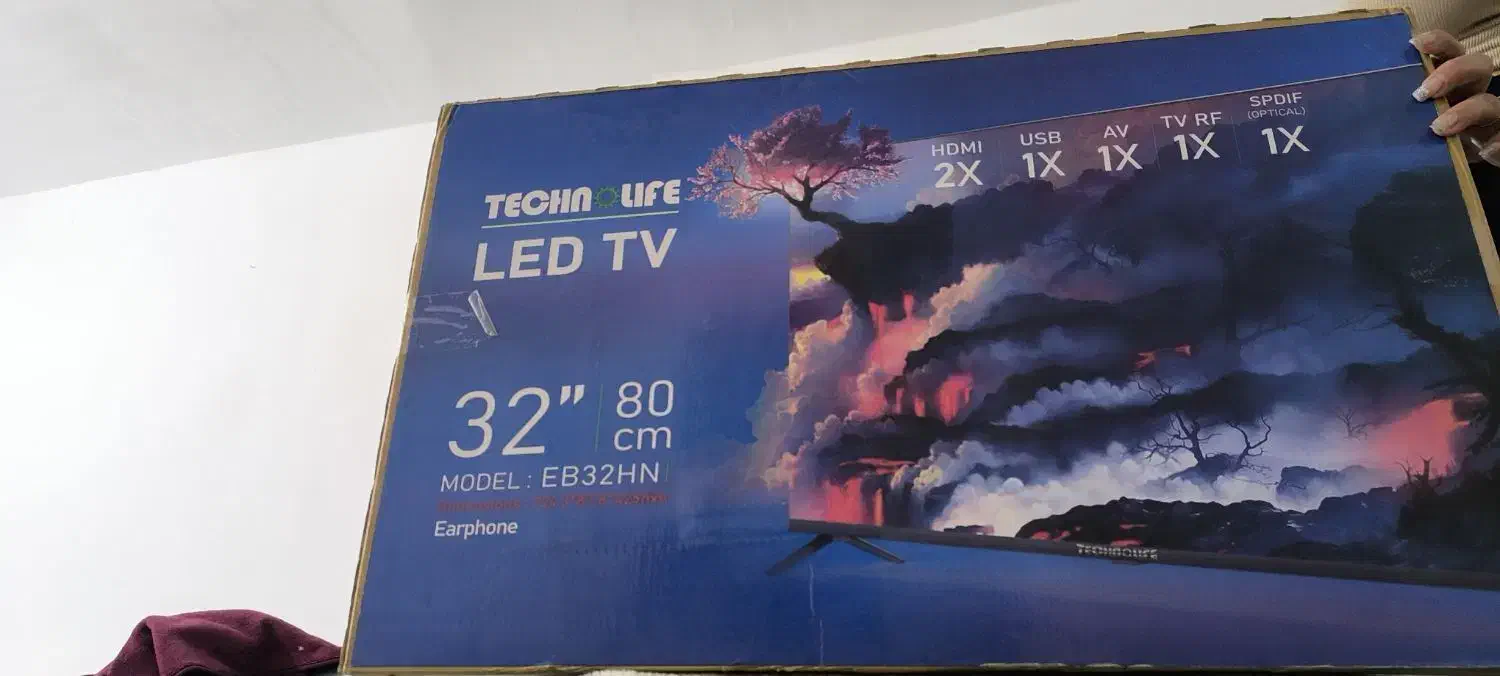 TECHNOLIFE
LED TV
32" 80 cm
MODEL : EB32HN
Earphone
HDMI 2X
USB 1X
AV 1X
TV RF 1X
SPDIF (OPTICAL) 1X
TECHNOLIFE